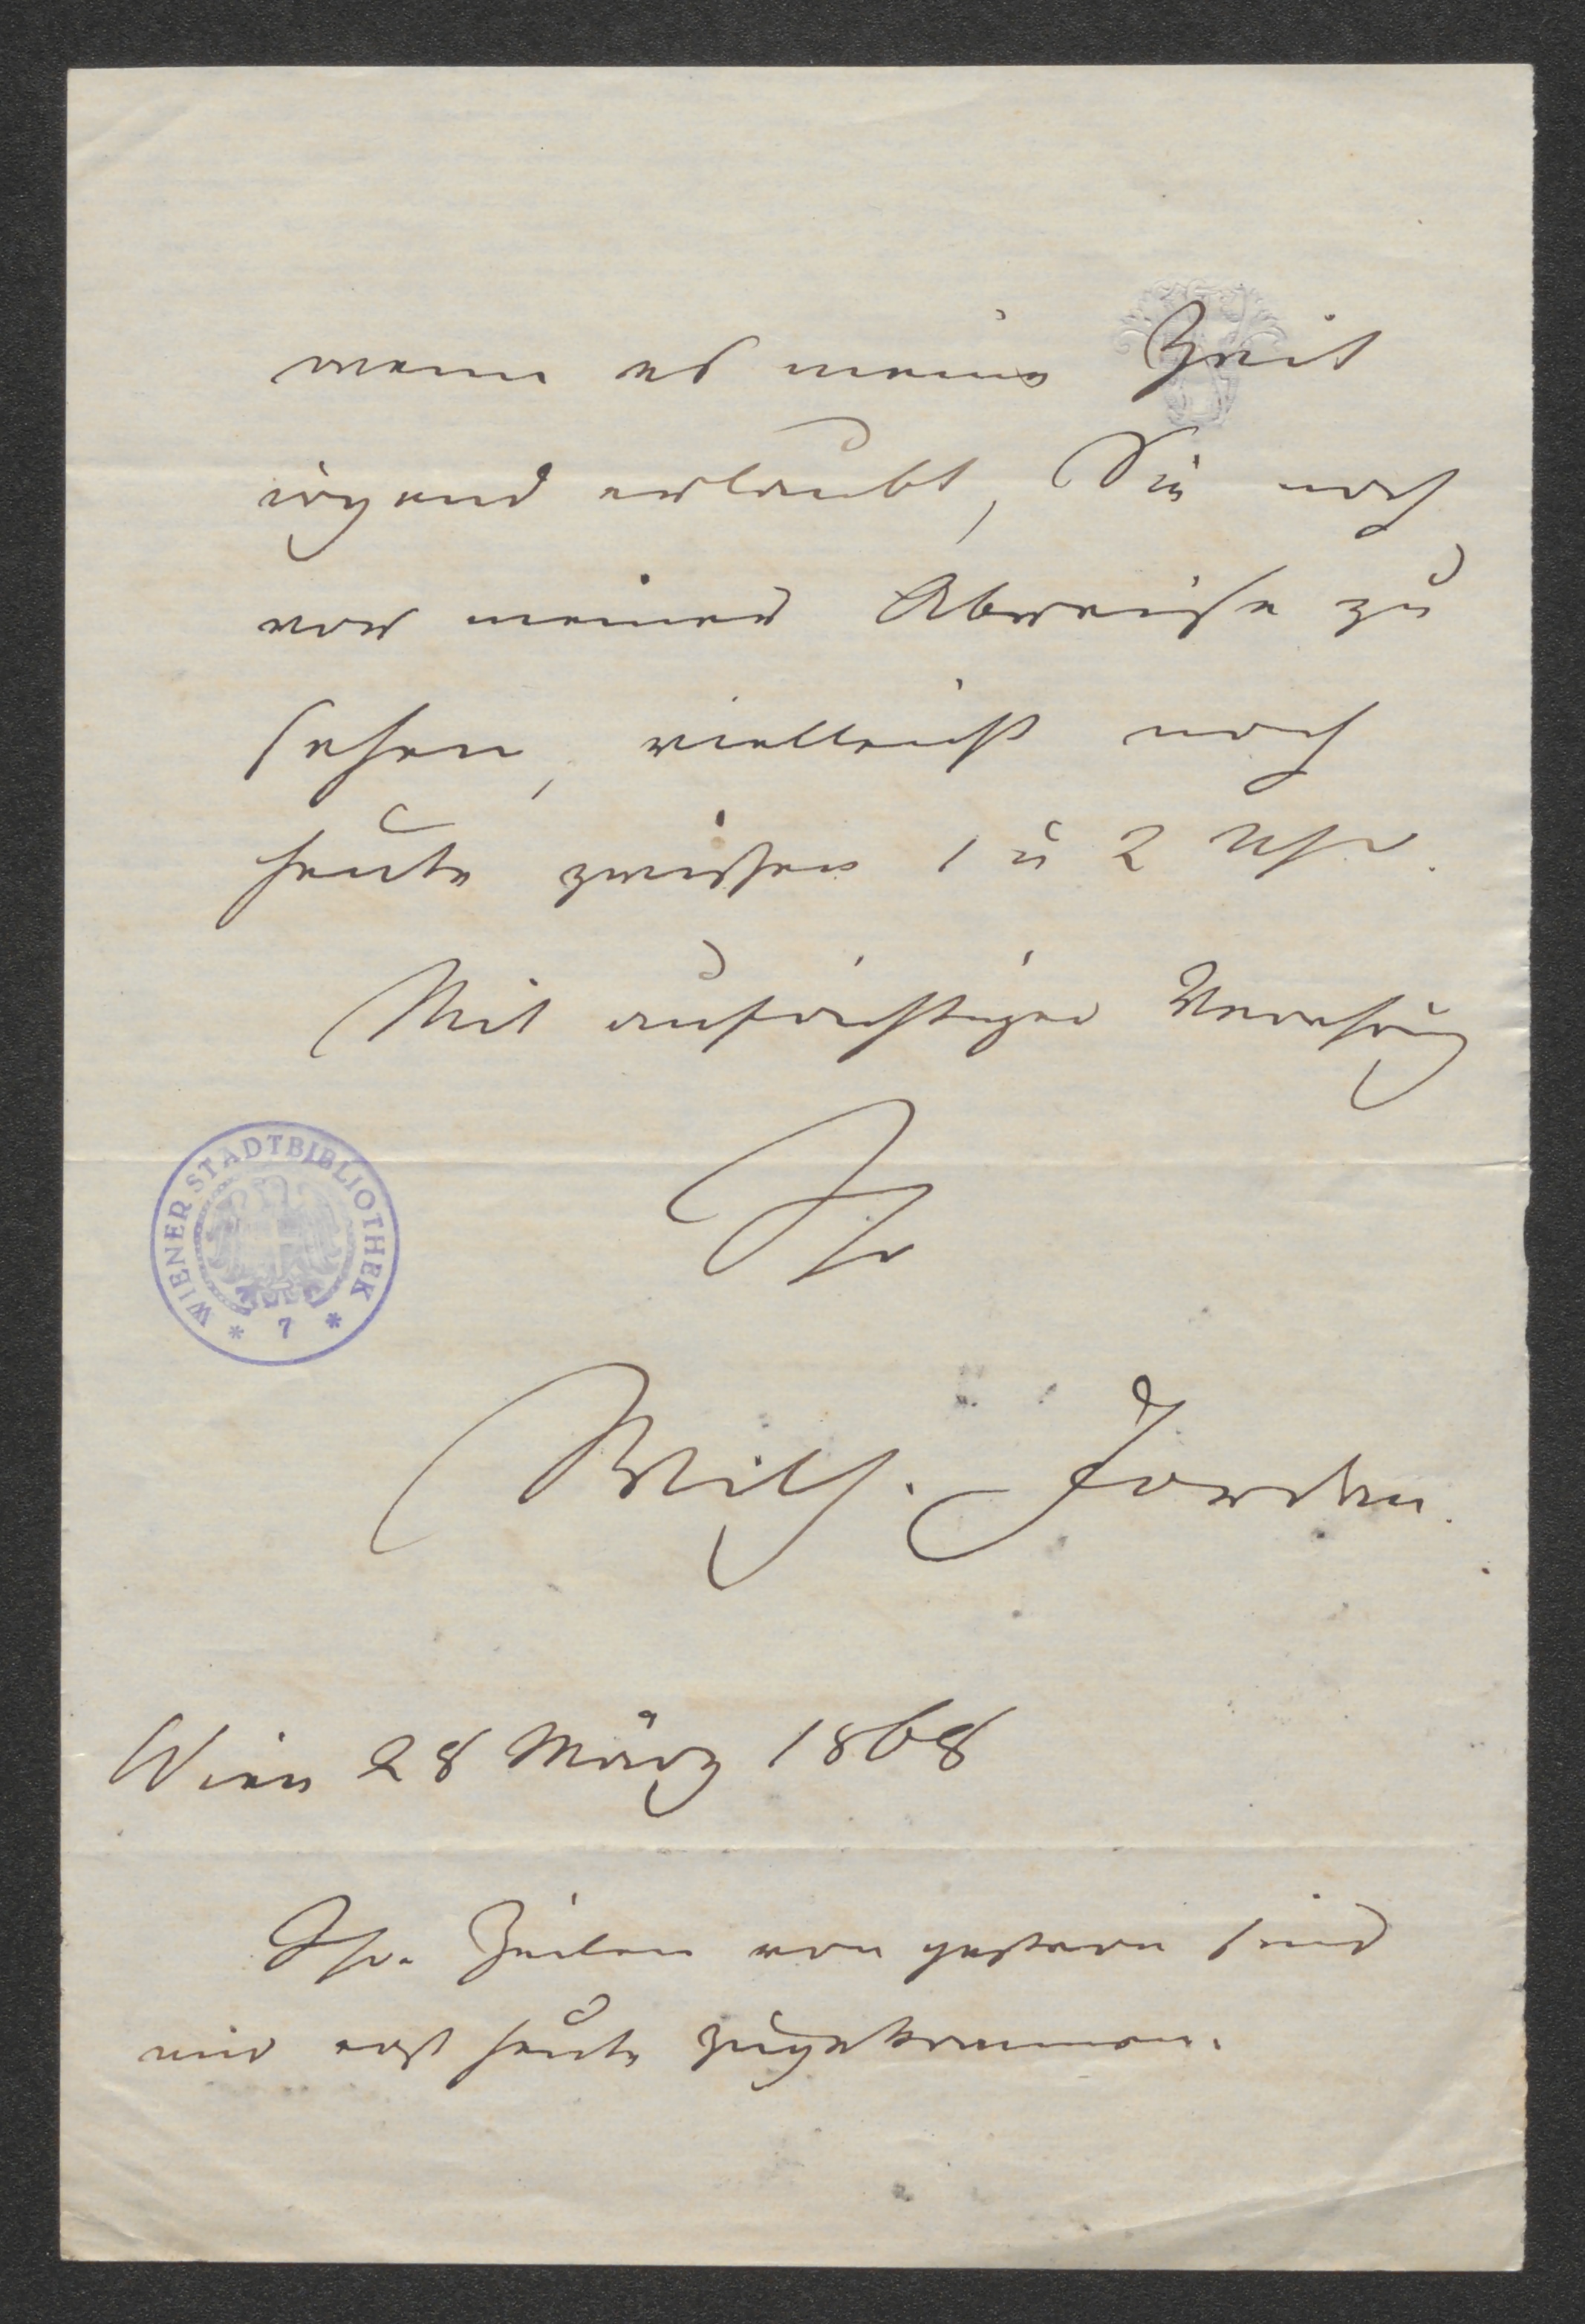 wenn es meine Zeit
irgend erlaubt, Sie noch
vor meiner Abreise zu
sehen, vielleicht noch
heute zwischen 1 u 2 Uhr.
Mit aufrichtiger Verehrung
Ihr
WIENER STADTBIBLIOTHEK
* 7 *
Wilh. Jordan.
Wien 28 März 1868
Ihr. Zeilen von gestern sind
mir erst heute zugekommen.